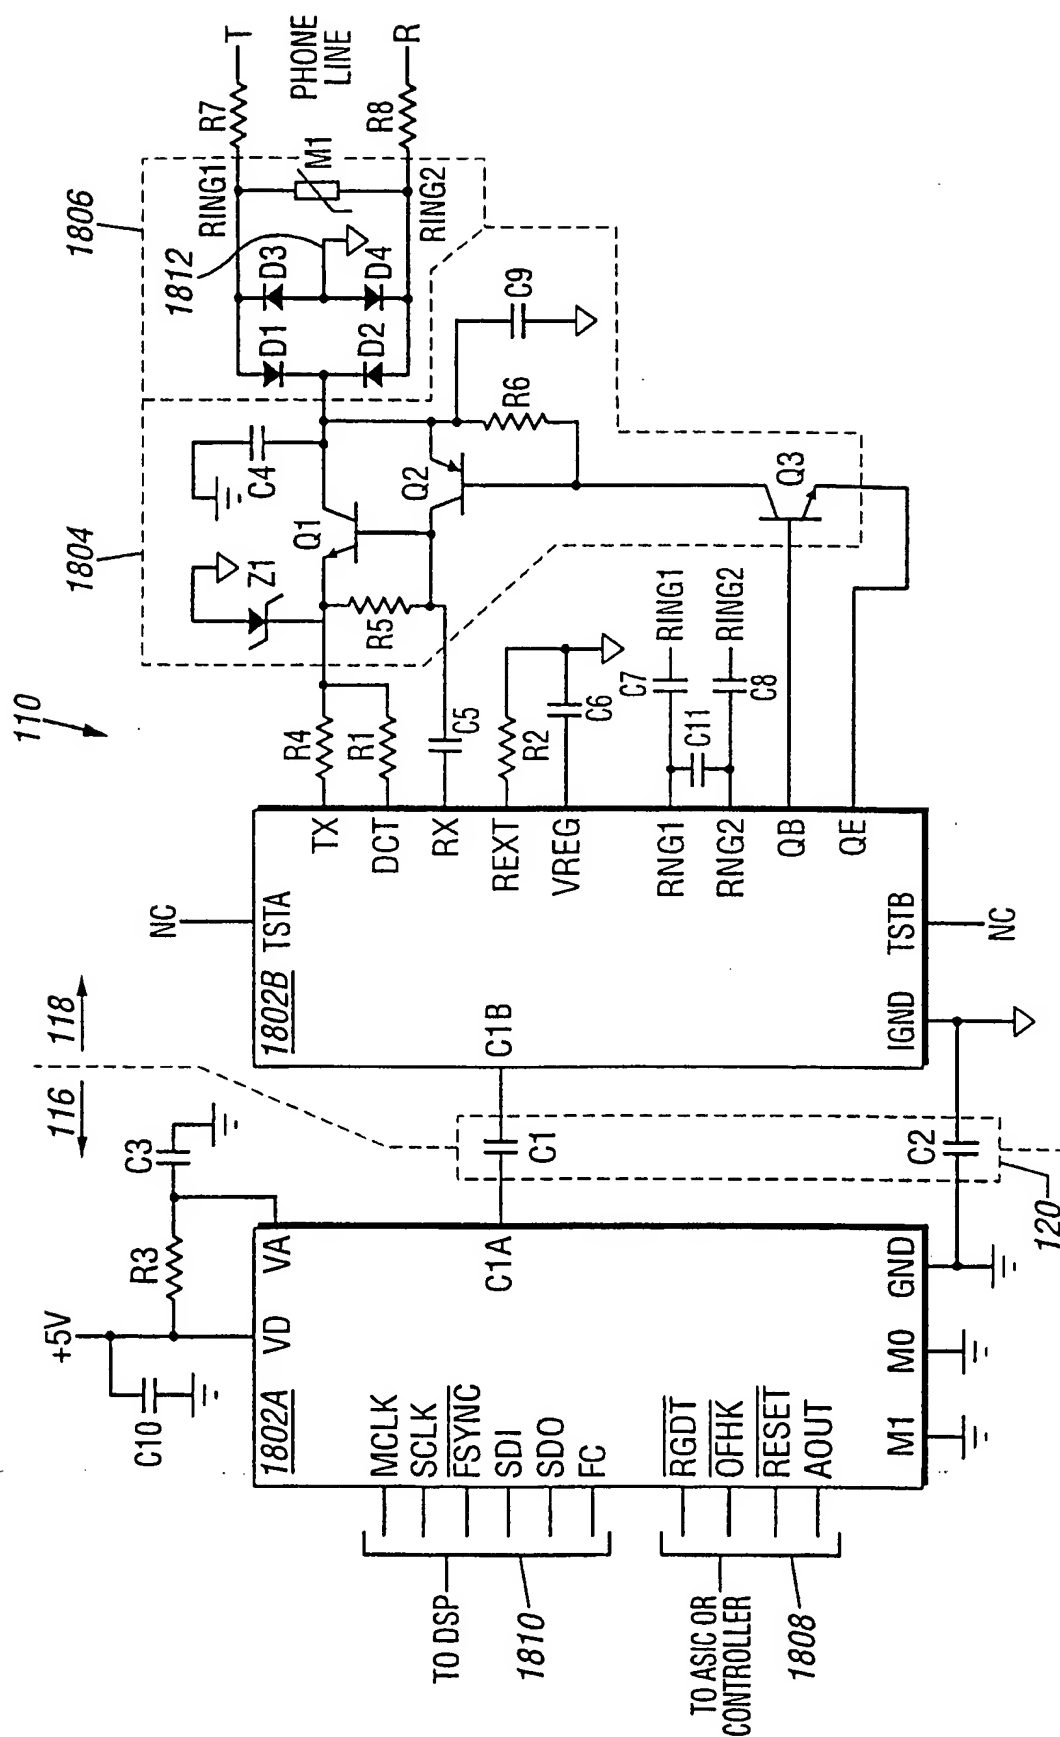 110
116
118
+5V
C10
R3
C3
VD
VA
1802A
MCLK
SCLK
FSYNC
SDI
SDO
FC
RGDT
OFHK
RESET
AOUT
M1
M0
GND
C1A
TO DSP
1810
TO ASIC OR
CONTROLLER
1808
C1
C2
120
NC
TSTA
1802B
C1B
IGND
TSTB
NC
TX
DCT
RX
REXT
VREG
RNG1
RNG2
QB
QE
R4
R1
C5
R2
C6
C7
RING1
C11
C8
RING2
1804
Z1
C4
Q1
R5
Q2
R6
C9
Q3
1806
1812
D1
D3
D2
D4
RING1
M1
RING2
R7
T
PHONE
LINE
R8
R